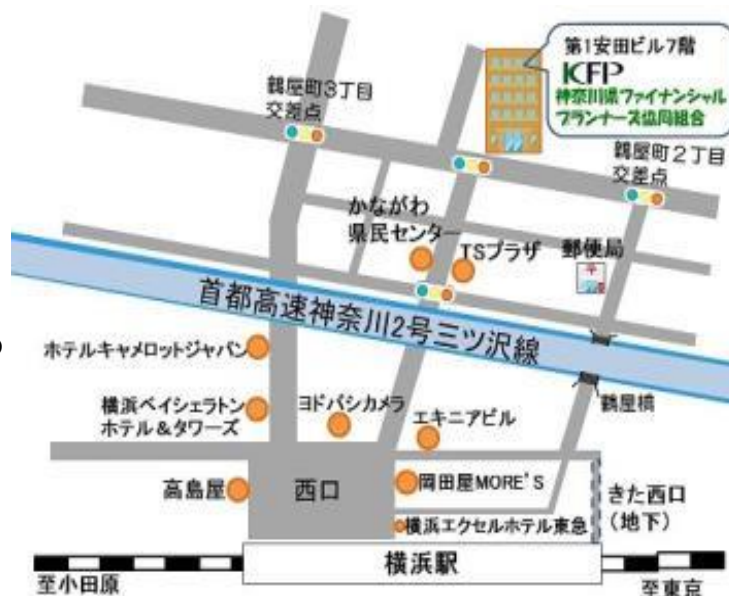 第1安田ビル7階
KFP
神奈川県ファイナンシャル
プランナーズ協同組合
鶴屋町3丁目
交差点
鶴屋町2丁目
交差点
かながわ
県民センター
TSプラザ
郵便局
首都高速神奈川2号三ツ沢線
ホテルキャメロットジャパン
横浜ベイシェラトン
ホテル&タワーズ
ヨドバシカメラ
エキニアビル
鶴屋橋
高島屋
西口
岡田屋MORE'S
きた西口
(地下)
横浜エクセルホテル東急
横浜駅
至小田原
至東京